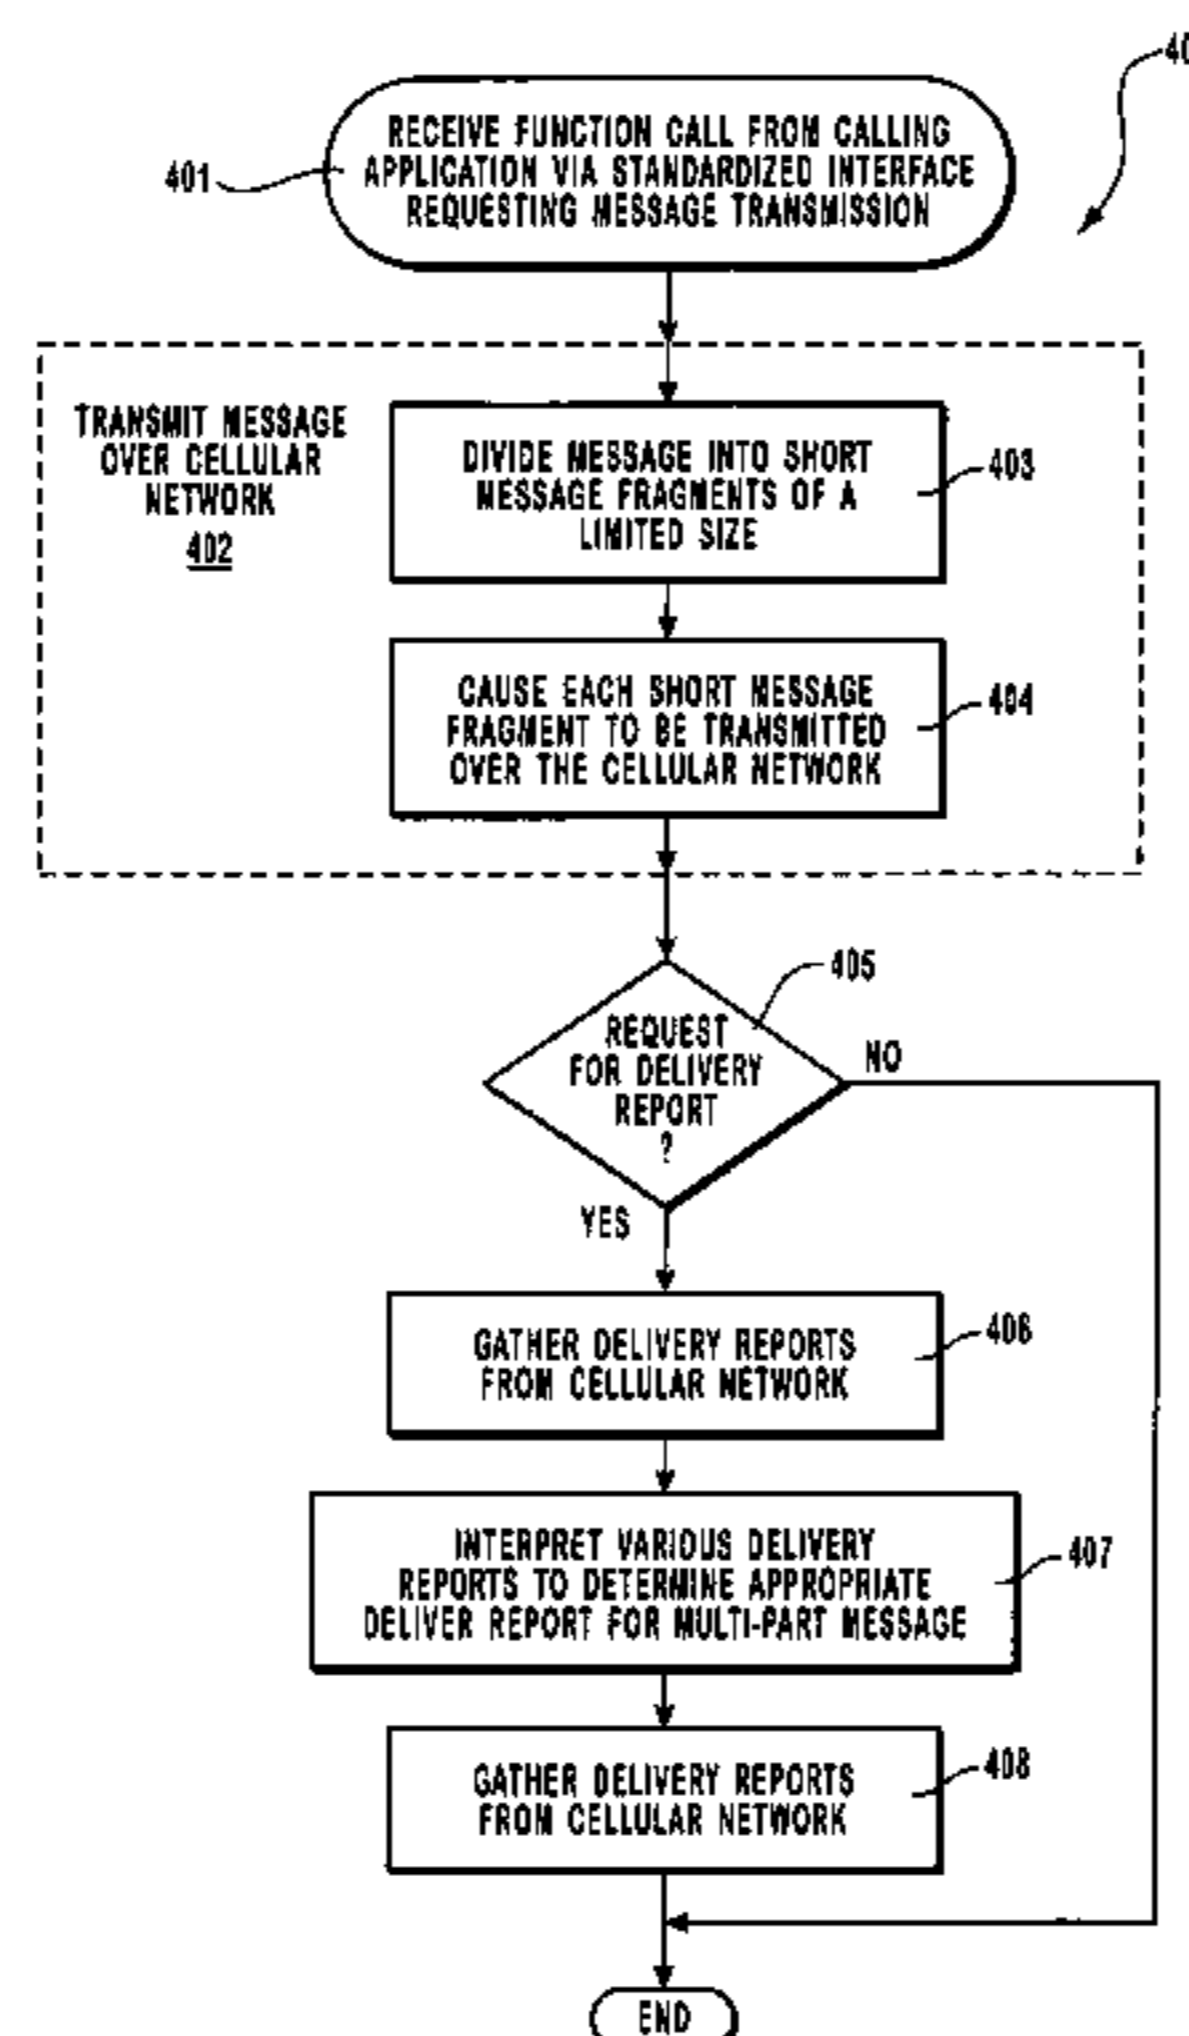 40
RECEIVE FUNCTION CALL FROM CALLING
APPLICATION VIA STANDARDIZED INTERFACE
REQUESTING MESSAGE TRANSMISSION
401
TRANSMIT MESSAGE
OVER CELLULAR
NETWORK
402
DIVIDE MESSAGE INTO SHORT
MESSAGE FRAGMENTS OF A
LIMITED SIZE
403
CAUSE EACH SHORT MESSAGE
FRAGMENT TO BE TRANSMITTED
OVER THE CELLULAR NETWORK
404
405
REQUEST
FOR DELIVERY
REPORT
?
NO
YES
GATHER DELIVERY REPORTS
FROM CELLULAR NETWORK
406
INTERPRET VARIOUS DELIVERY
REPORTS TO DETERMINE APPROPRIATE
DELIVER REPORT FOR MULTI-PART MESSAGE
407
GATHER DELIVERY REPORTS
FROM CELLULAR NETWORK
408
END